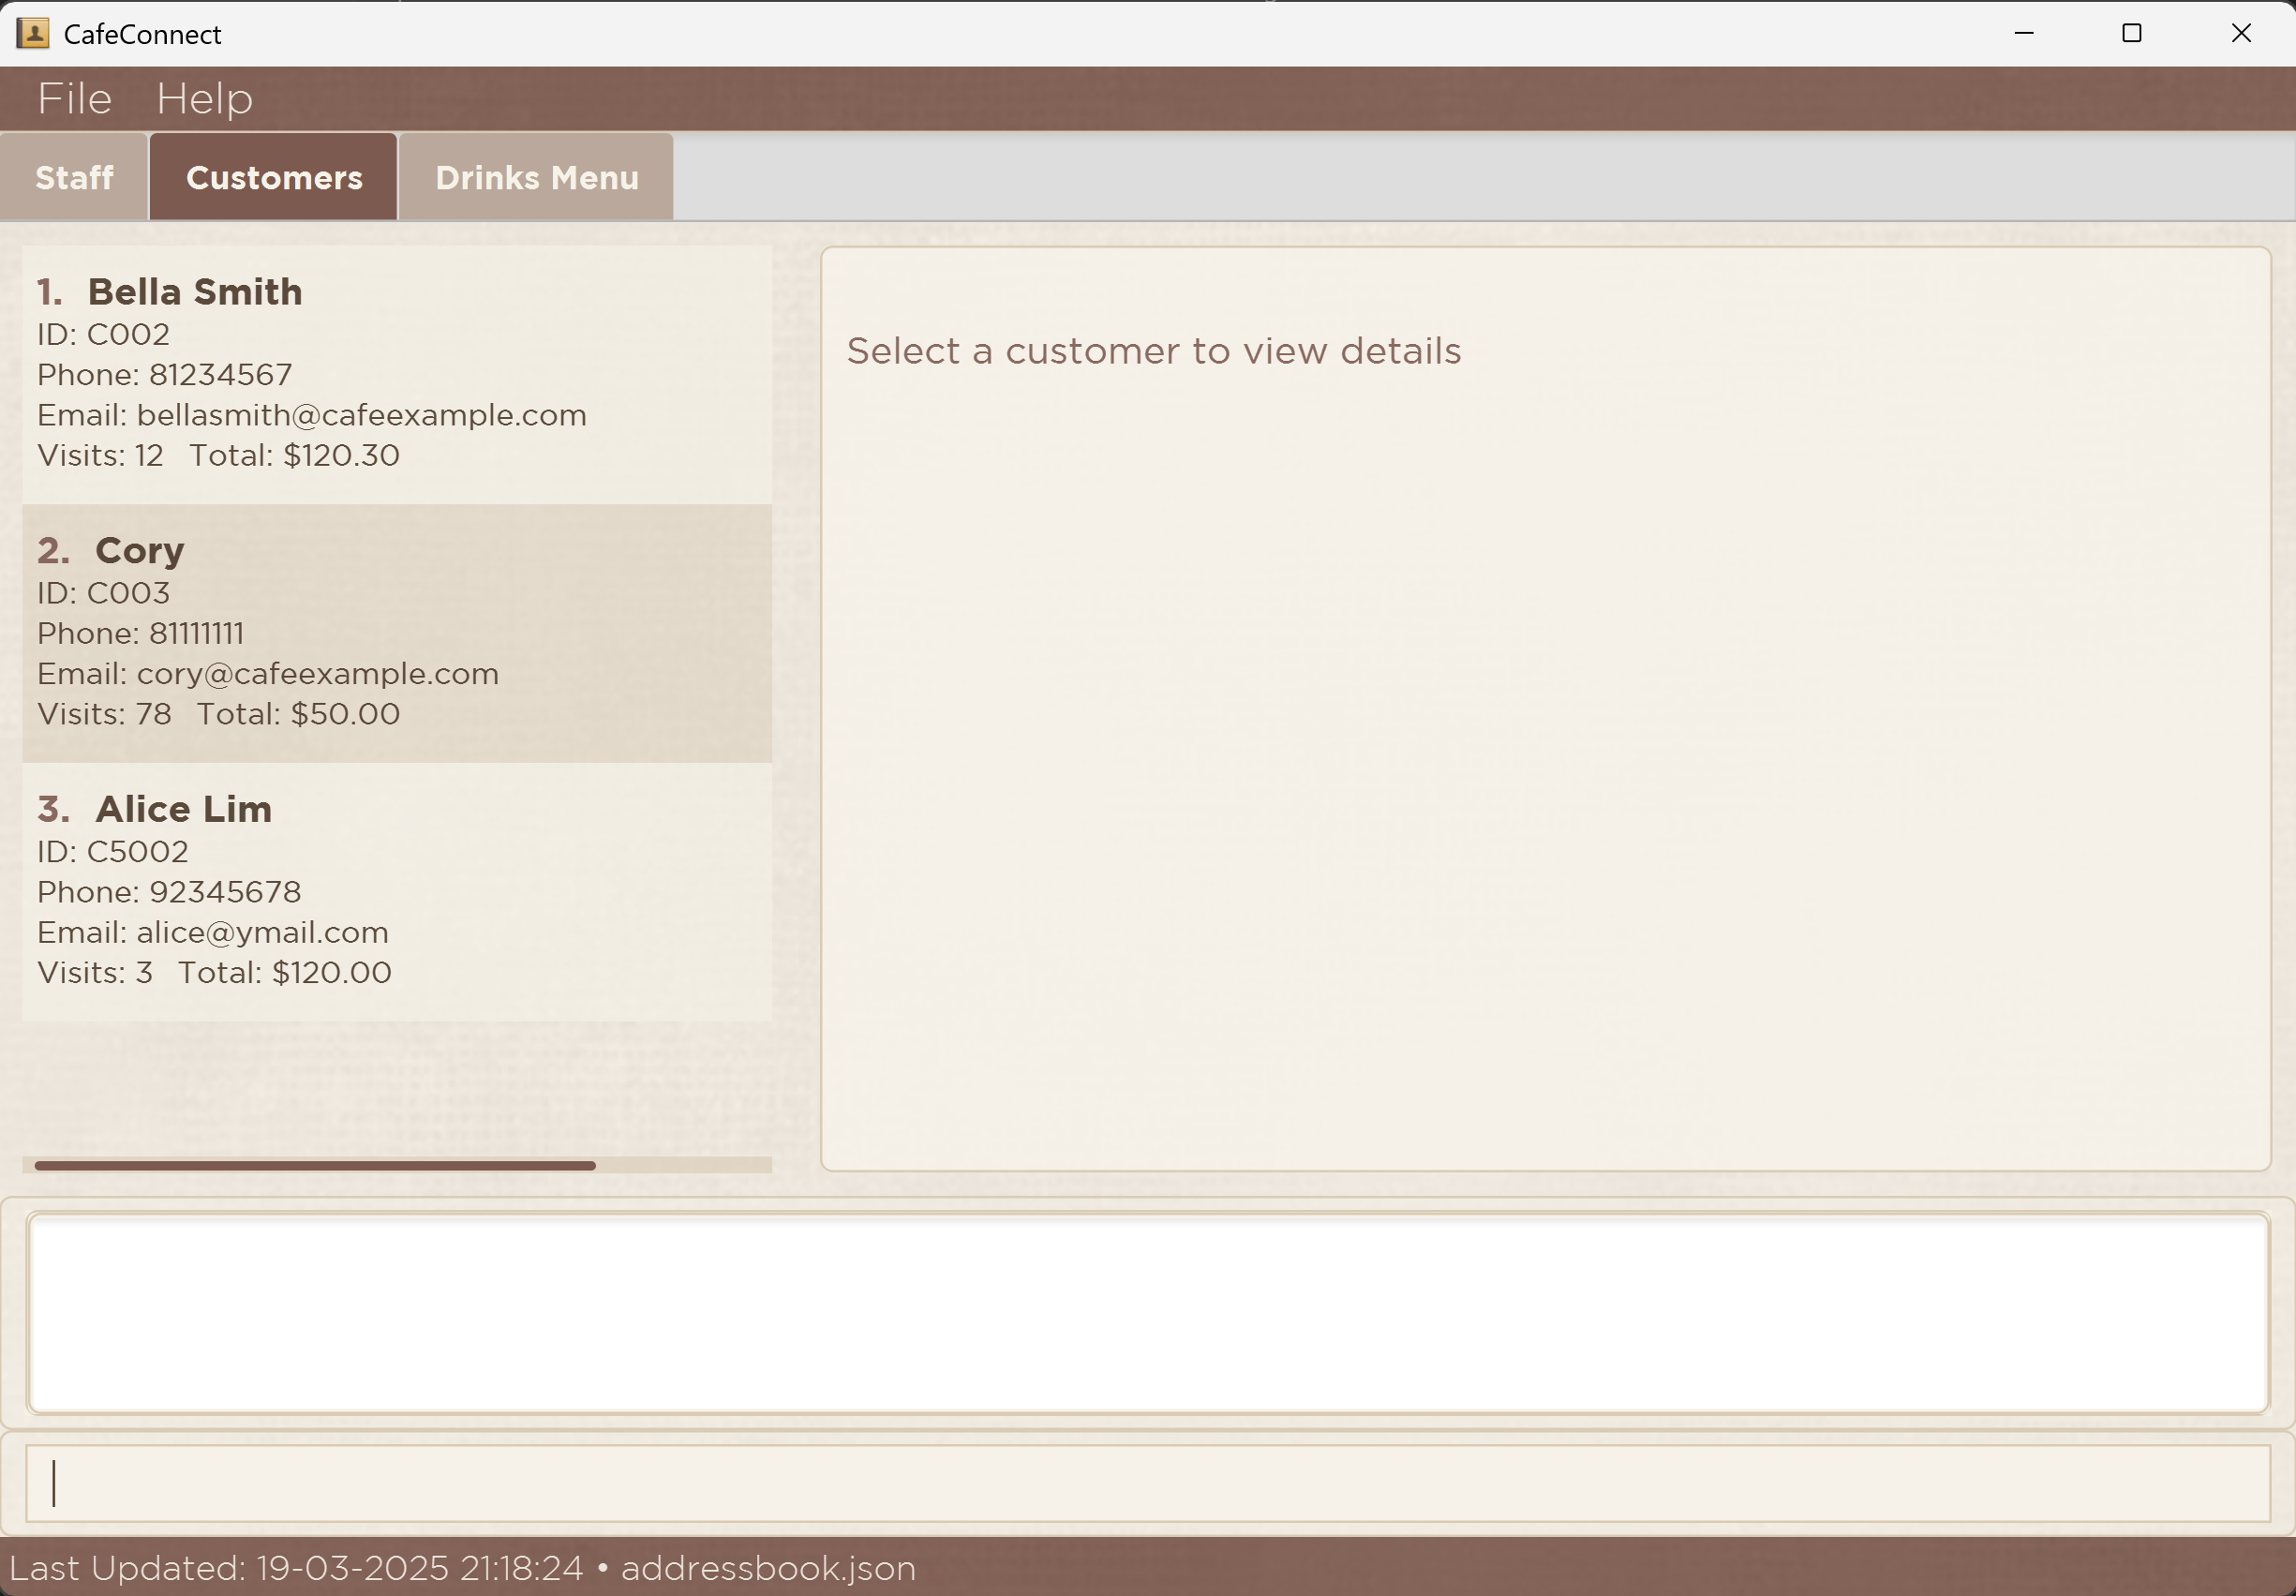 CafeConnect
File Help
Staff Customers Drinks Menu
1. Bella Smith
ID: C002
Phone: 81234567
Email: bellasmith@cafeexample.com
Visits: 12 Total: $120.30
2. Cory
ID: C003
Phone: 81111111
Email: cory@cafeexample.com
Visits: 78 Total: $50.00
3. Alice Lim
ID: C5002
Phone: 92345678
Email: alice@ymail.com
Visits: 3 Total: $120.00
Select a customer to view details
Last Updated: 19-03-2025 21:18:24 • addressbook.json